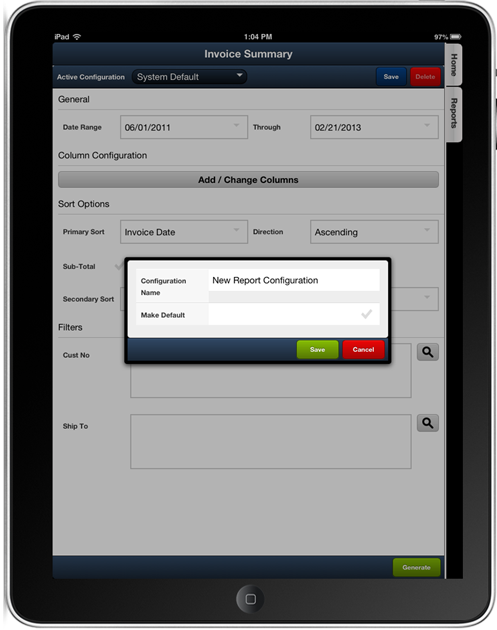 iPad 1:04 PM 97%
Invoice Summary
Active Configuration System Default Save Delete
Home
Reports
General
Date Range 06/01/2011 Through 02/21/2013
Column Configuration
Add / Change Columns
Sort Options
Primary Sort Invoice Date Direction Ascending
Sub-Total
Secondary Sort
Configuration Name New Report Configuration
Make Default
Save Cancel
Filters
Cust No
Ship To
Generate